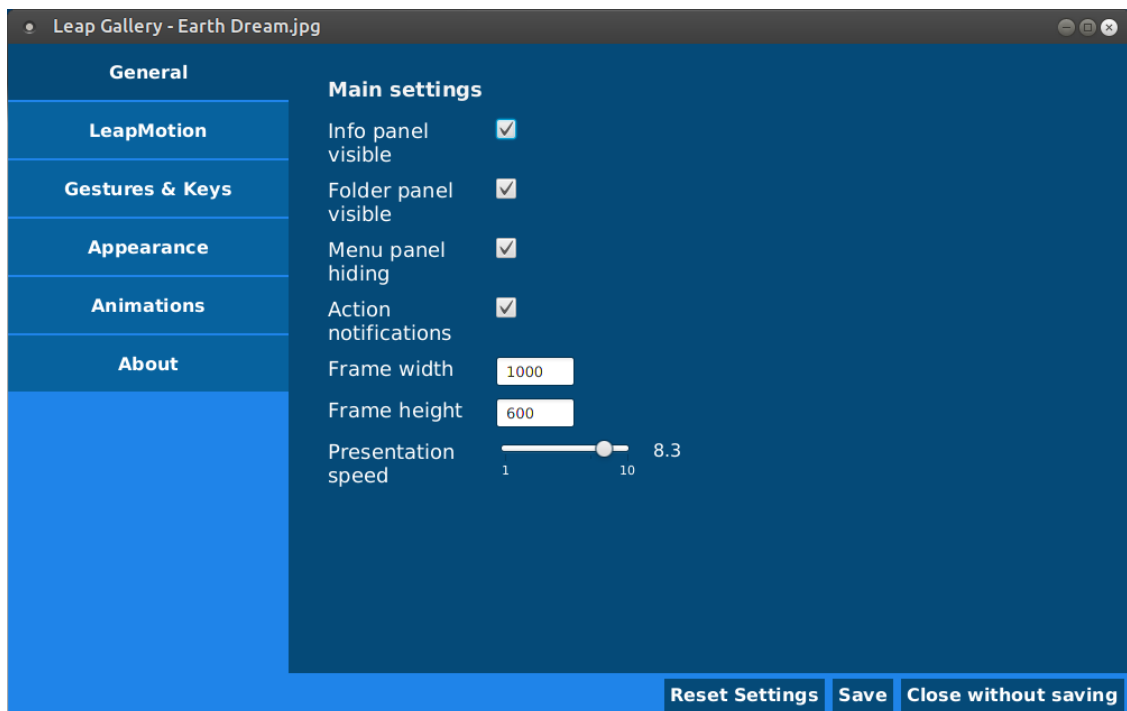 Leap Gallery - Earth Dream.jpg
General
LeapMotion
Gestures & Keys
Appearance
Animations
About
Main settings
Info panel
visible
Folder panel
visible
Menu panel
hiding
Action
notifications
Frame width
1000
Frame height
600
Presentation
speed
8.3
1
10
Reset Settings
Save
Close without saving